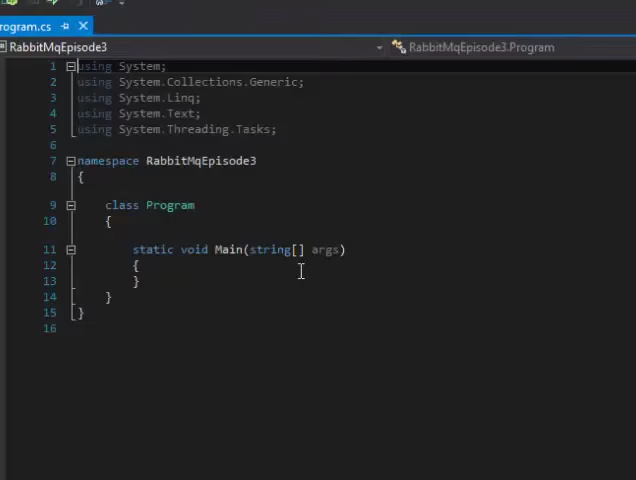 rogram.cs
RabbitMqEpisode3 RabbitMqEpisode3.Program
1 using System;
2 using System.Collections.Generic;
3 using System.Linq;
4 using System.Text;
5 using System.Threading.Tasks;
6
7 namespace RabbitMqEpisode3
8 {
9 class Program
10 {
11 static void Main(string[] args)
12 {
13 }
14 }
15 }
16